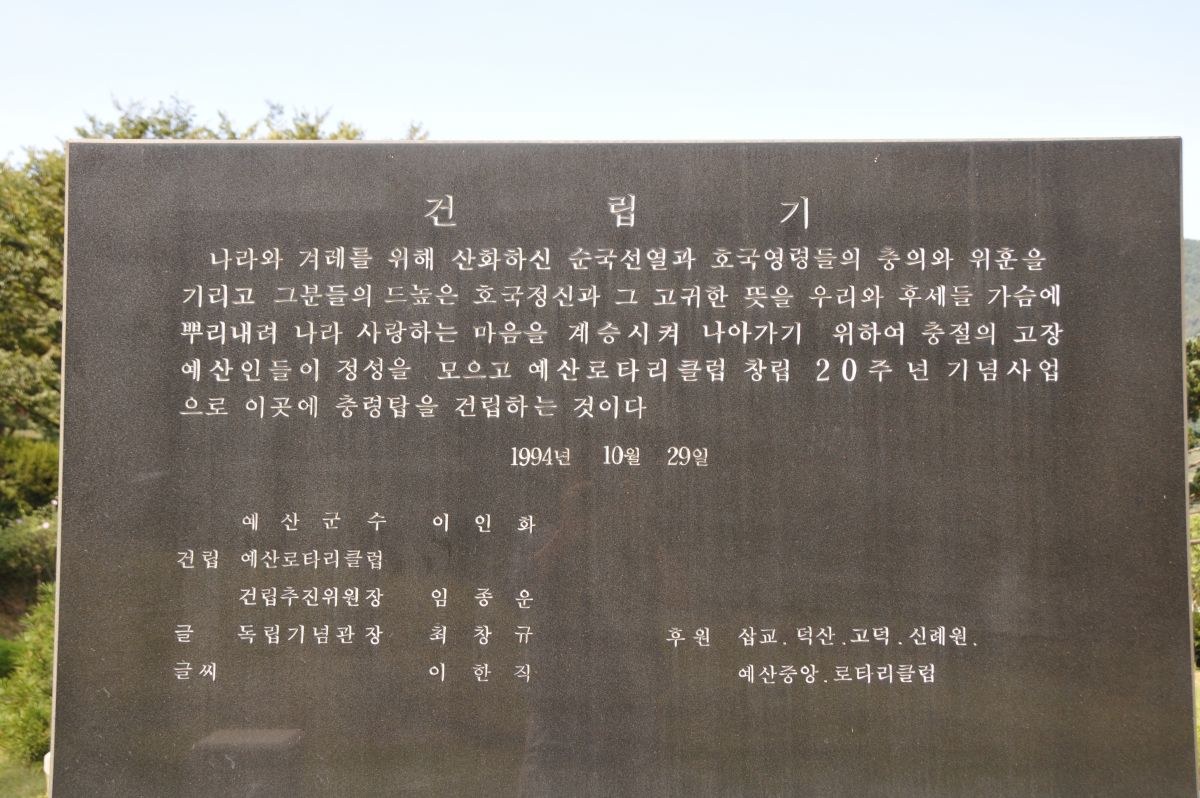 건 립 기
나라와 겨레를 위해 산화하신 순국선열과 호국영령들의 충의와 위훈을
기리고 그분들의 드높은 호국정신과 그 고귀한 뜻을 우리와 후세들 가슴에
뿌리내려 나라 사랑하는 마음을 계승시켜 나아가기 위하여 충절의 고장
예산인들이 정성을 모으고 예산로타리클럽 창립 20주년 기념사업
으로 이곳에 충령탑을 건립하는 것이다
1994년 10월 29일
예 산 군 수 이 인 화
건립 예산로타리클럽
건립추진위원장 임 종 운
글 독립기념관장 최 창 규
글씨 이 한 직
후원 삽교.덕산.고덕.신례원.
예산중앙.로타리클럽